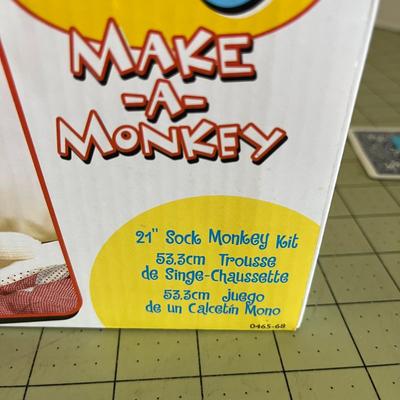 MAKE
-A-
MONKEY
21" Sock Monkey Kit
53.3cm Trousse
de Singe-Chaussette
53.3cm Juego
de un Calcetín Mono
0465-68